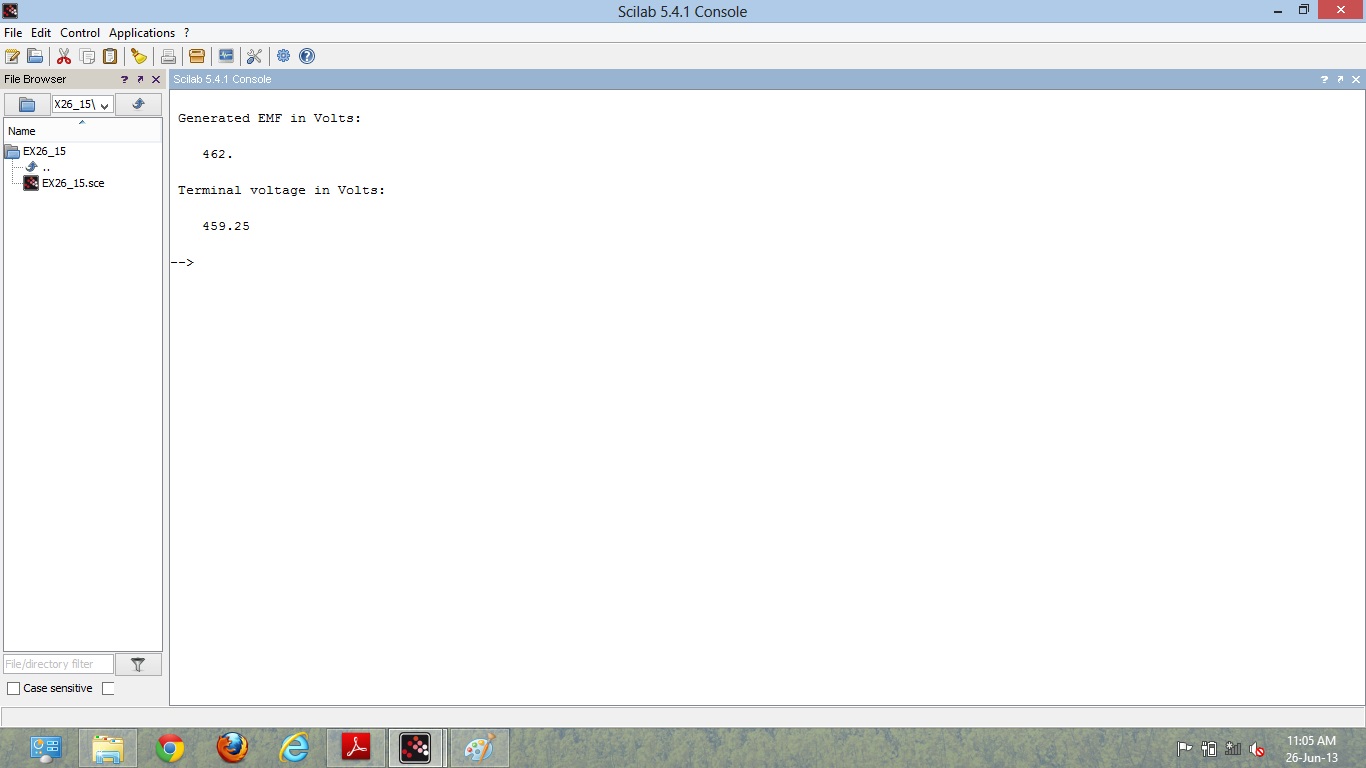 Scilab 5.4.1 Console
File Edit Control Applications ?
File Browser ? Scilab 5.4.1 Console ?
X26_15\
Name
EX26_15
..
EX26_15.sce
Generated EMF in Volts:
462.
Terminal voltage in Volts:
459.25
-->
File/directory filter
Case sensitive
11:05 AM
26-Jun-13